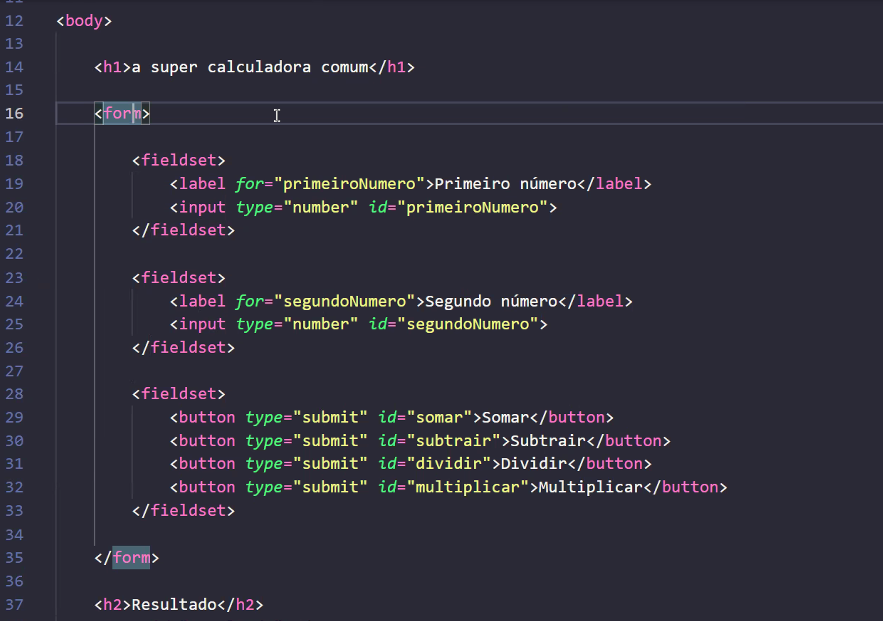 12 <body>
13
14 <h1>a super calculadora comum</h1>
15
16 <form>
17
18 <fieldset>
19 <label for="primeiroNumero">Primeiro número</label>
20 <input type="number" id="primeiroNumero">
21 </fieldset>
22
23 <fieldset>
24 <label for="segundoNumero">Segundo número</label>
25 <input type="number" id="segundoNumero">
26 </fieldset>
27
28 <fieldset>
29 <button type="submit" id="somar">Somar</button>
30 <button type="submit" id="subtrair">Subtrair</button>
31 <button type="submit" id="dividir">Dividir</button>
32 <button type="submit" id="multiplicar">Multiplicar</button>
33 </fieldset>
34
35 </form>
36
37 <h2>Resultado</h2>